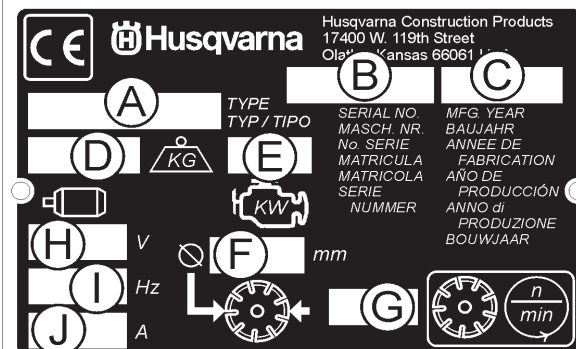 CE
Husqvarna
Husqvarna Construction Products
17400 W. 119th Street
Kansas 66061
A
TYPE
TYP / TIPO
B
SERIAL NO.
MASCH. NR.
No. SERIE
MATRICULA
MATRICOLA
SERIE
NUMMER
C
MFG. YEAR
BAUJAHR
ANNEE DE
FABRICATION
AÑO DE
PRODUCCIÓN
ANNO di
PRODUZIONE
BOUWJAAR
D
KG
E
KW
H
V
F
mm
I
Hz
G
n
min
J
A